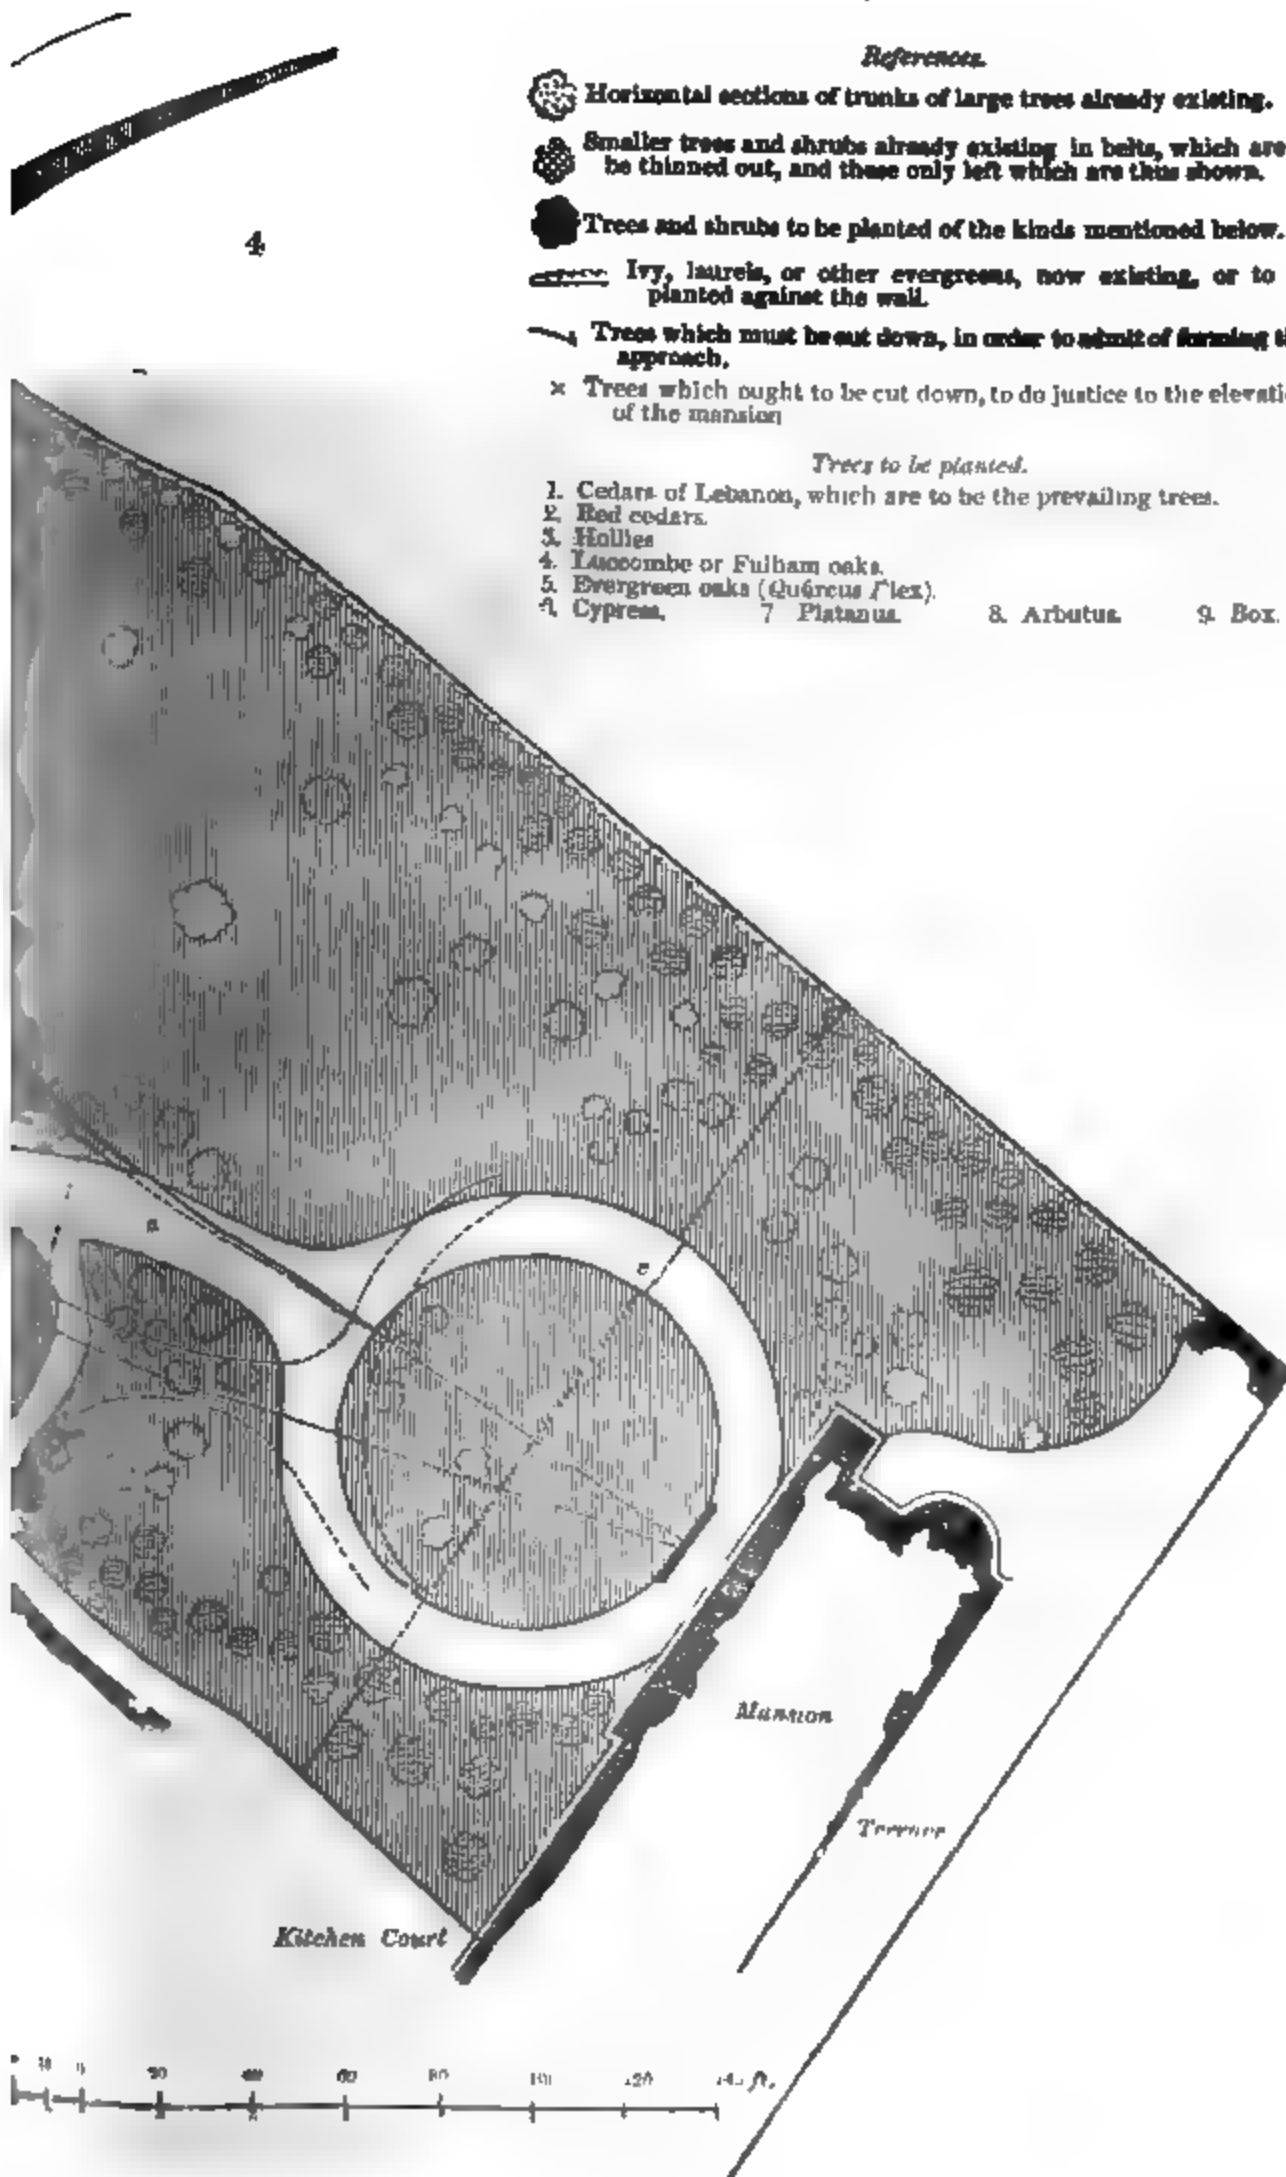 References.
Horizontal sections of trunks of large trees already existing.
Smaller trees and shrubs already existing in belts, which are
be thinned out, and those only left which are thus shown.
Trees and shrubs to be planted of the kinds mentioned below.
Ivy, laurels, or other evergreens, now existing, or to
planted against the wall.
Trees which must be cut down, in order to admit of forming th
approach.
× Trees which ought to be cut down, to do justice to the elevati
of the mansion
4
Trees to be planted.
1. Cedars of Lebanon, which are to be the prevailing trees.
2. Red cedars.
3. Hollies
4. Luccombe or Fulham oaks.
5. Evergreen oaks (Quércus Ilex).
Cypress. 7 Platanus. 8. Arbutus. 9. Box.
a
e
Mansion
Terrace
Kitchen Court
20 40 60 80 100 120 ft.